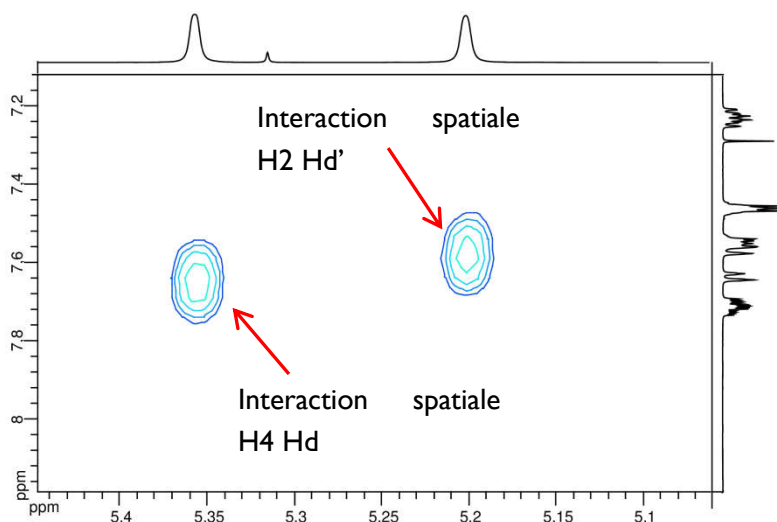 Interaction spatiale
H2 Hd’
Interaction spatiale
H4 Hd
7.2
7.4
7.6
7.8
8
ppm
ppm
5.4 5.35 5.3 5.25 5.2 5.15 5.1